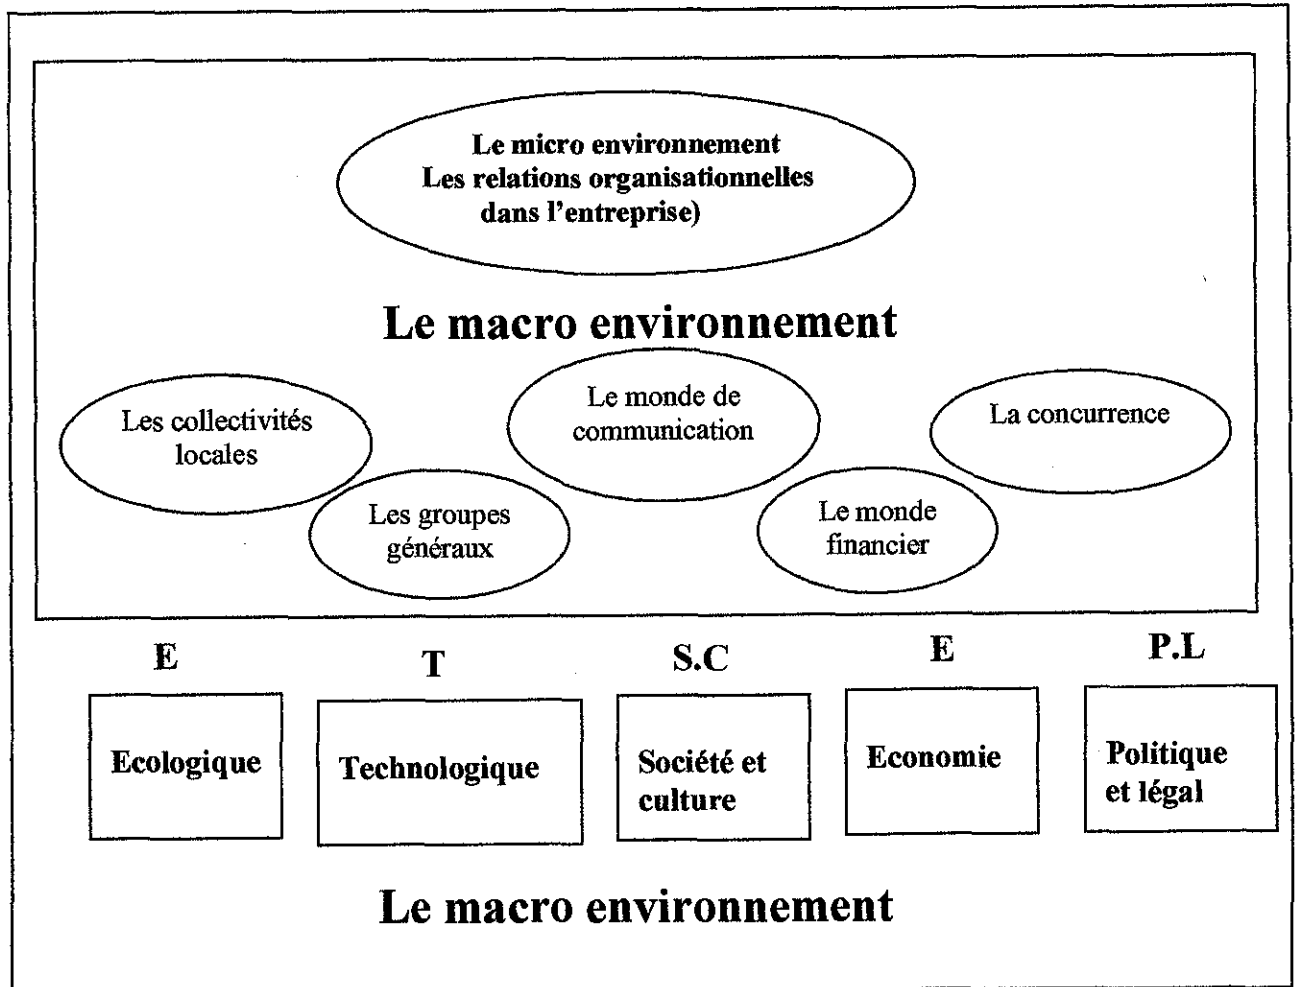 Le micro environnement
Les relations organisationnelles
dans l'entreprise)
Le macro environnement
Les collectivités
locales
Les groupes
généraux
Le monde de
communication
Le monde
financier
La concurrence
E
T
S.C
E
P.L
Ecologique
Technologique
Société et
culture
Economie
Politique
et légal
Le macro environnement